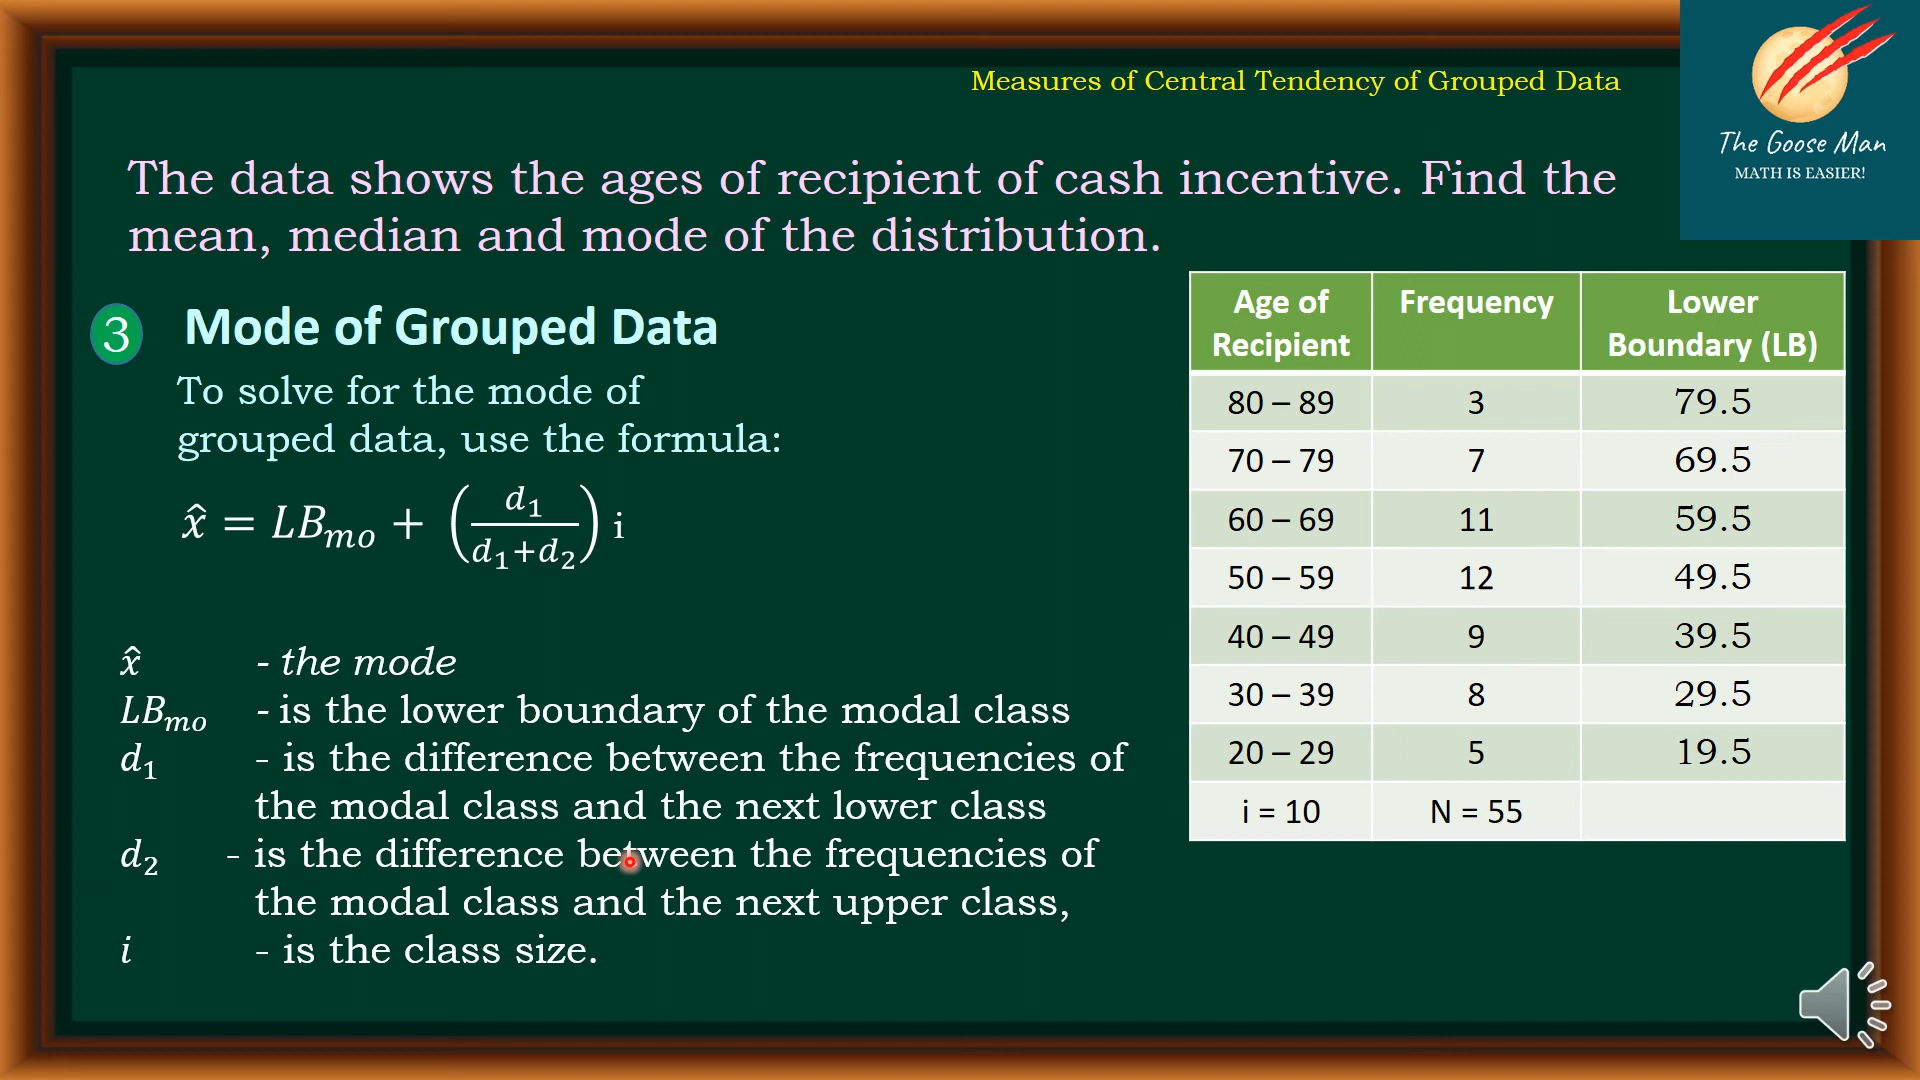 Measures of Central Tendency of Grouped Data
The Goose Man
MATH IS EASIER!
The data shows the ages of recipient of cash incentive. Find the
mean, median and mode of the distribution.
3 Mode of Grouped Data
To solve for the mode of
grouped data, use the formula:
x̂ = LBₘₒ + (d₁/(d₁+d₂)) i
x̂ - the mode
LBₘₒ - is the lower boundary of the modal class
d₁ - is the difference between the frequencies of
the modal class and the next lower class
d₂ - is the difference between the frequencies of
the modal class and the next upper class,
i - is the class size.
Age of Recipient Frequency Lower Boundary (LB)
80 – 89 3 79.5
70 – 79 7 69.5
60 – 69 11 59.5
50 – 59 12 49.5
40 – 49 9 39.5
30 – 39 8 29.5
20 – 29 5 19.5
i = 10 N = 55